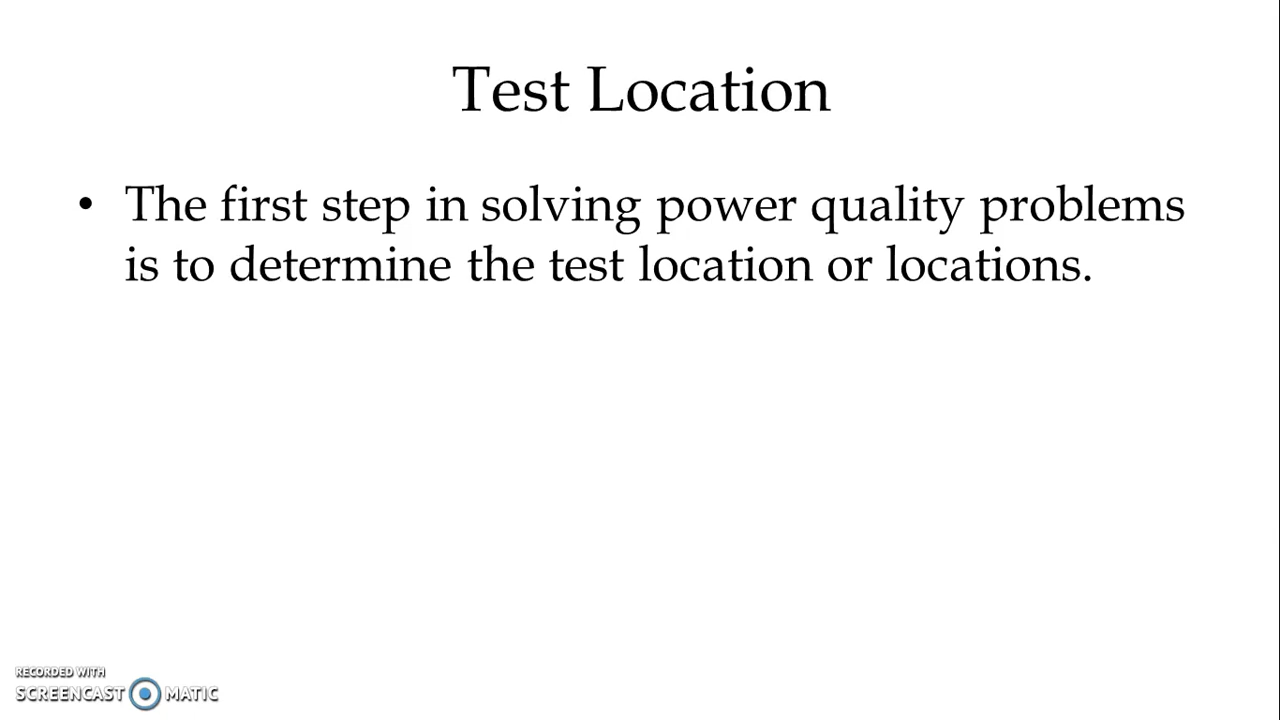 Test Location
• The first step in solving power quality problems
is to determine the test location or locations.
RECORDED WITH
SCREENCAST MATIC